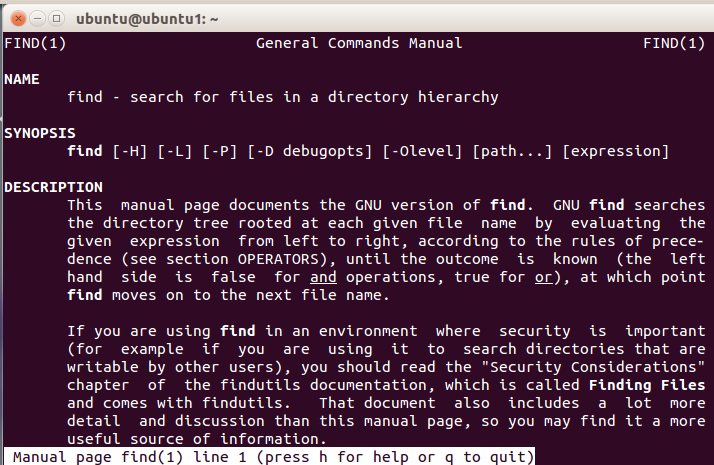 ubuntu@ubuntu1: ~
FIND(1) General Commands Manual FIND(1)
NAME
find - search for files in a directory hierarchy
SYNOPSIS
find [-H] [-L] [-P] [-D debugopts] [-Olevel] [path...] [expression]
DESCRIPTION
This manual page documents the GNU version of find. GNU find searches
the directory tree rooted at each given file name by evaluating the
given expression from left to right, according to the rules of prece-
dence (see section OPERATORS), until the outcome is known (the left
hand side is false for and operations, true for or), at which point
find moves on to the next file name.
If you are using find in an environment where security is important
(for example if you are using it to search directories that are
writable by other users), you should read the "Security Considerations"
chapter of the findutils documentation, which is called Finding Files
and comes with findutils. That document also includes a lot more
detail and discussion than this manual page, so you may find it a more
useful source of information.
Manual page find(1) line 1 (press h for help or q to quit)